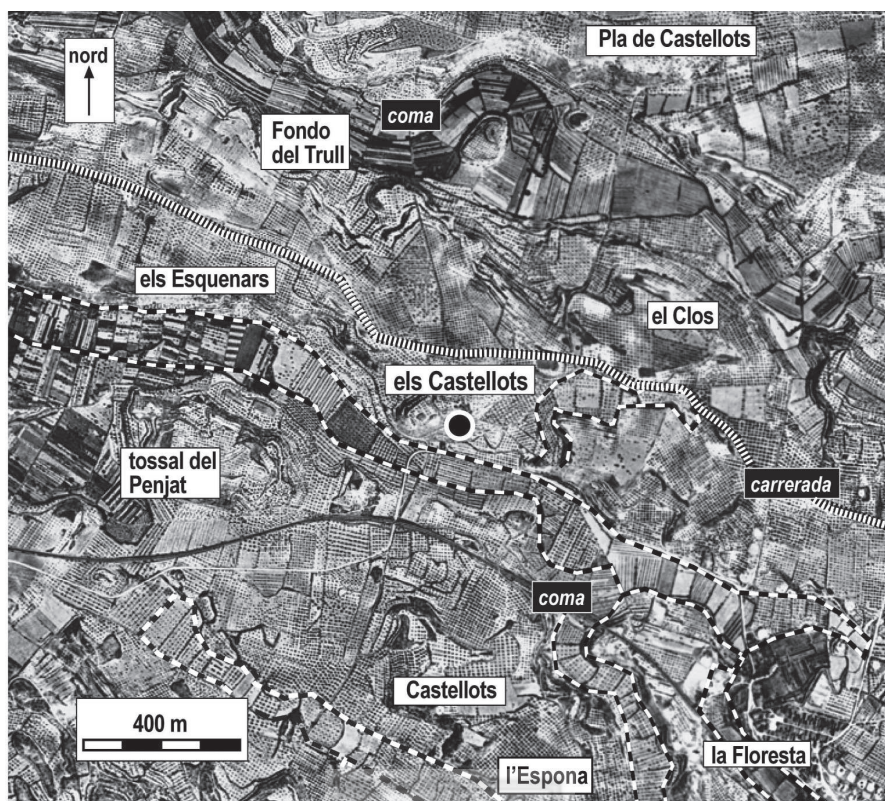 Pla de Castellots
nord
coma
Fondo
del Trull
els Esquenars
el Clos
els Castellots
tossal del
Penjat
carrerada
coma
Castellots
400 m
la Floresta
l'Espona